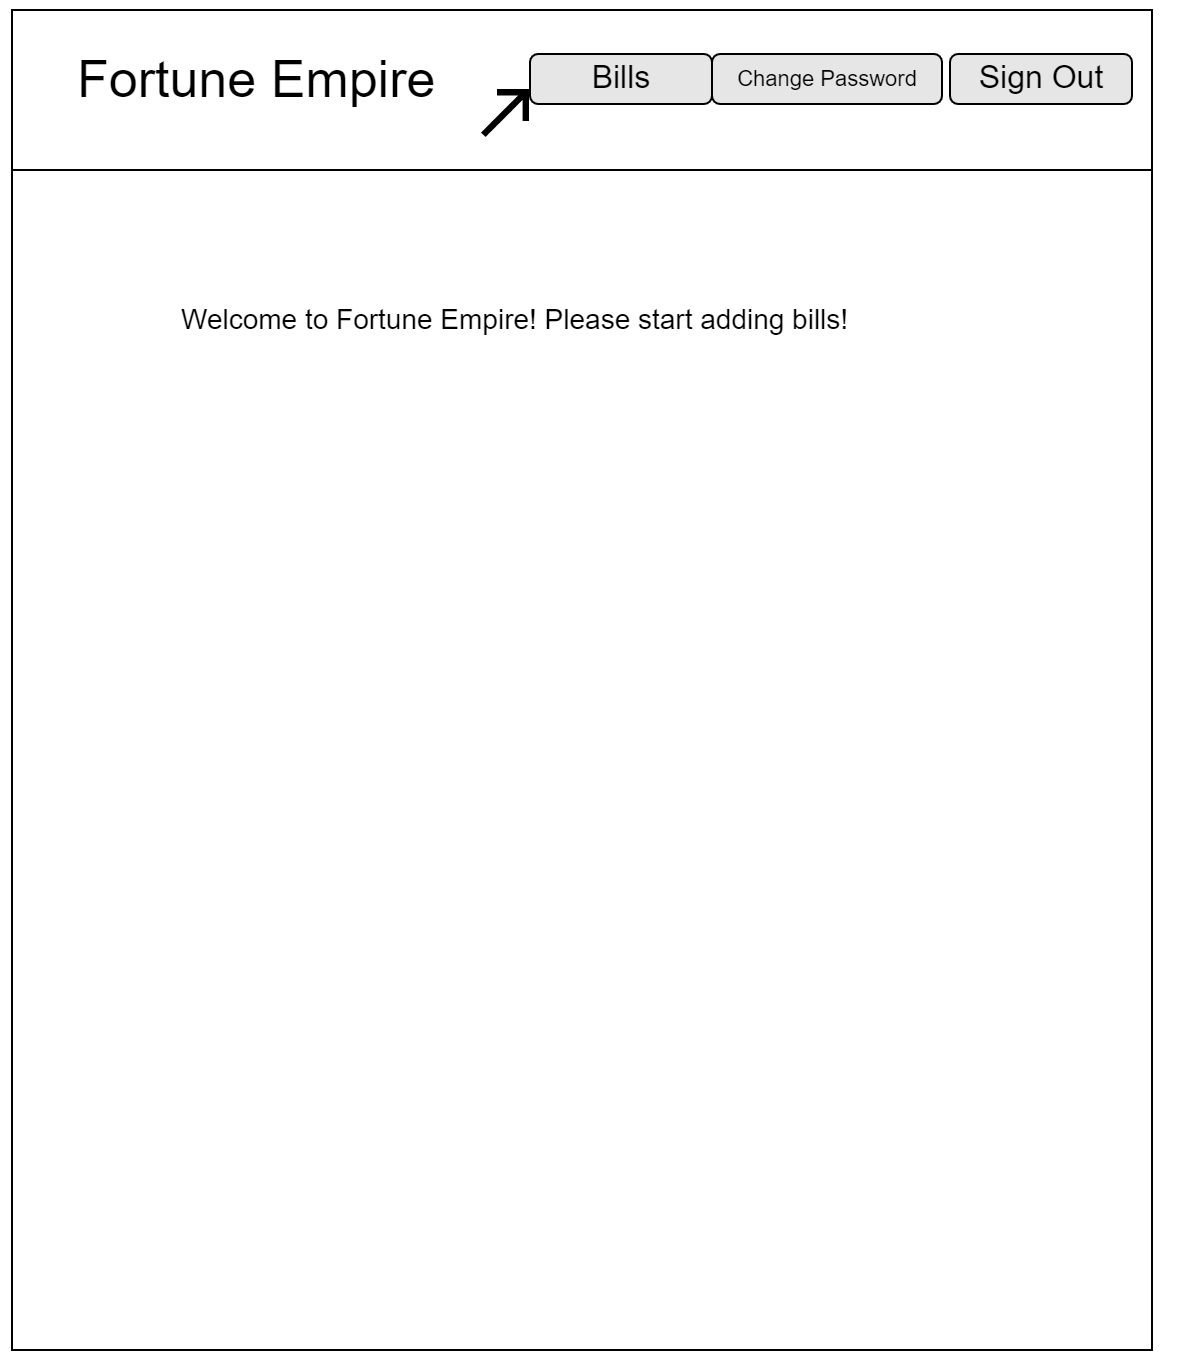 Fortune Empire
Bills
Change Password
Sign Out
Welcome to Fortune Empire! Please start adding bills!